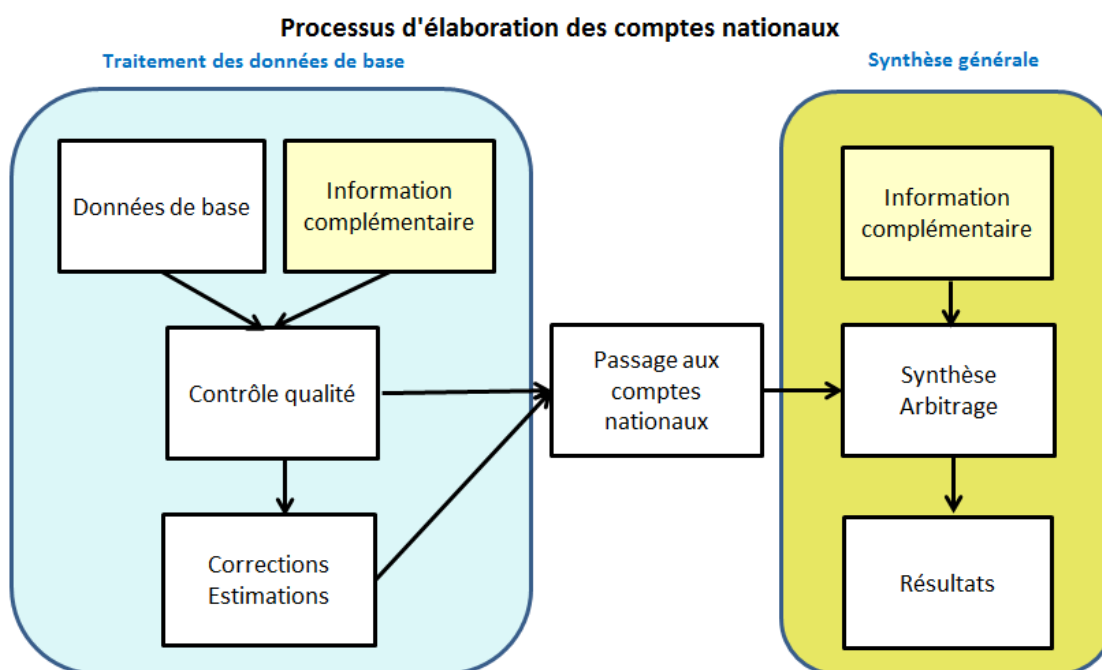 Processus d'élaboration des comptes nationaux
Traitement des données de base
Synthèse générale
Données de base
Information
complémentaire
Information
complémentaire
Contrôle qualité
Passage aux
comptes
nationaux
Synthèse
Arbitrage
Corrections
Estimations
Résultats